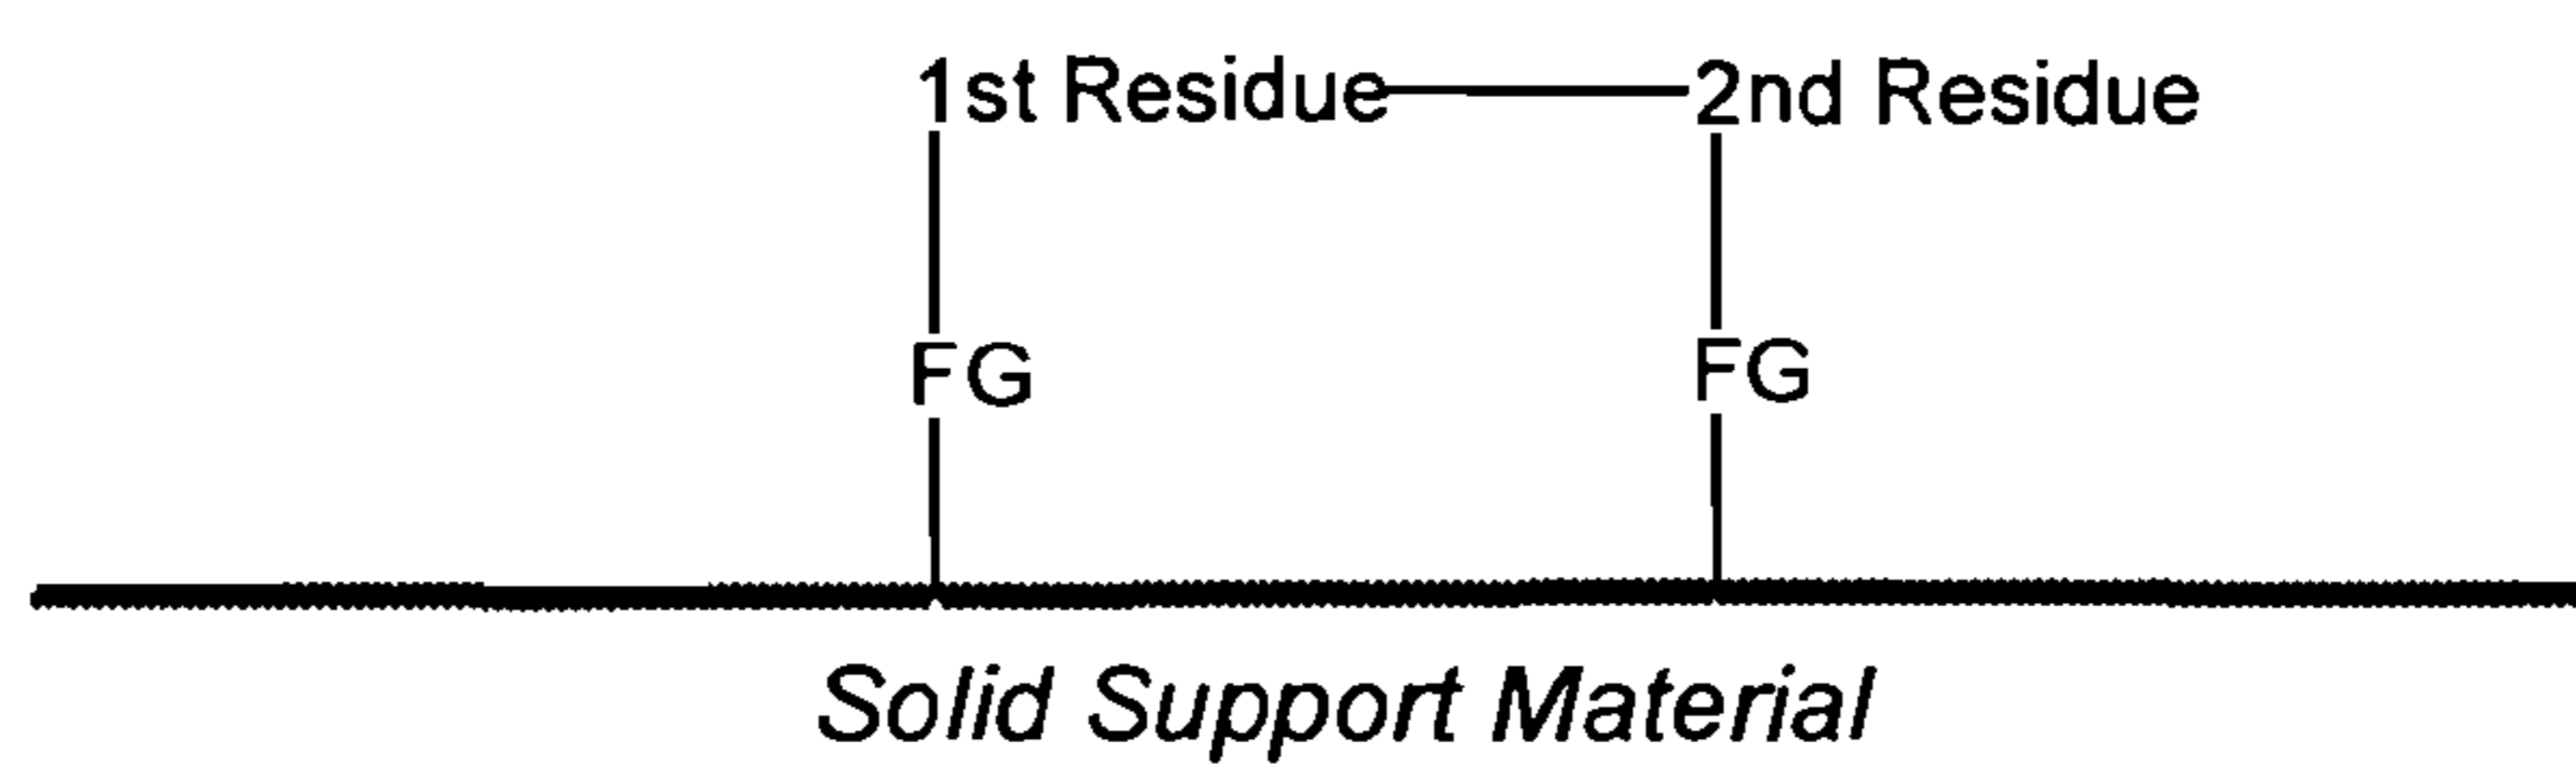 1st Residue 2nd Residue
FG FG
Solid Support Material